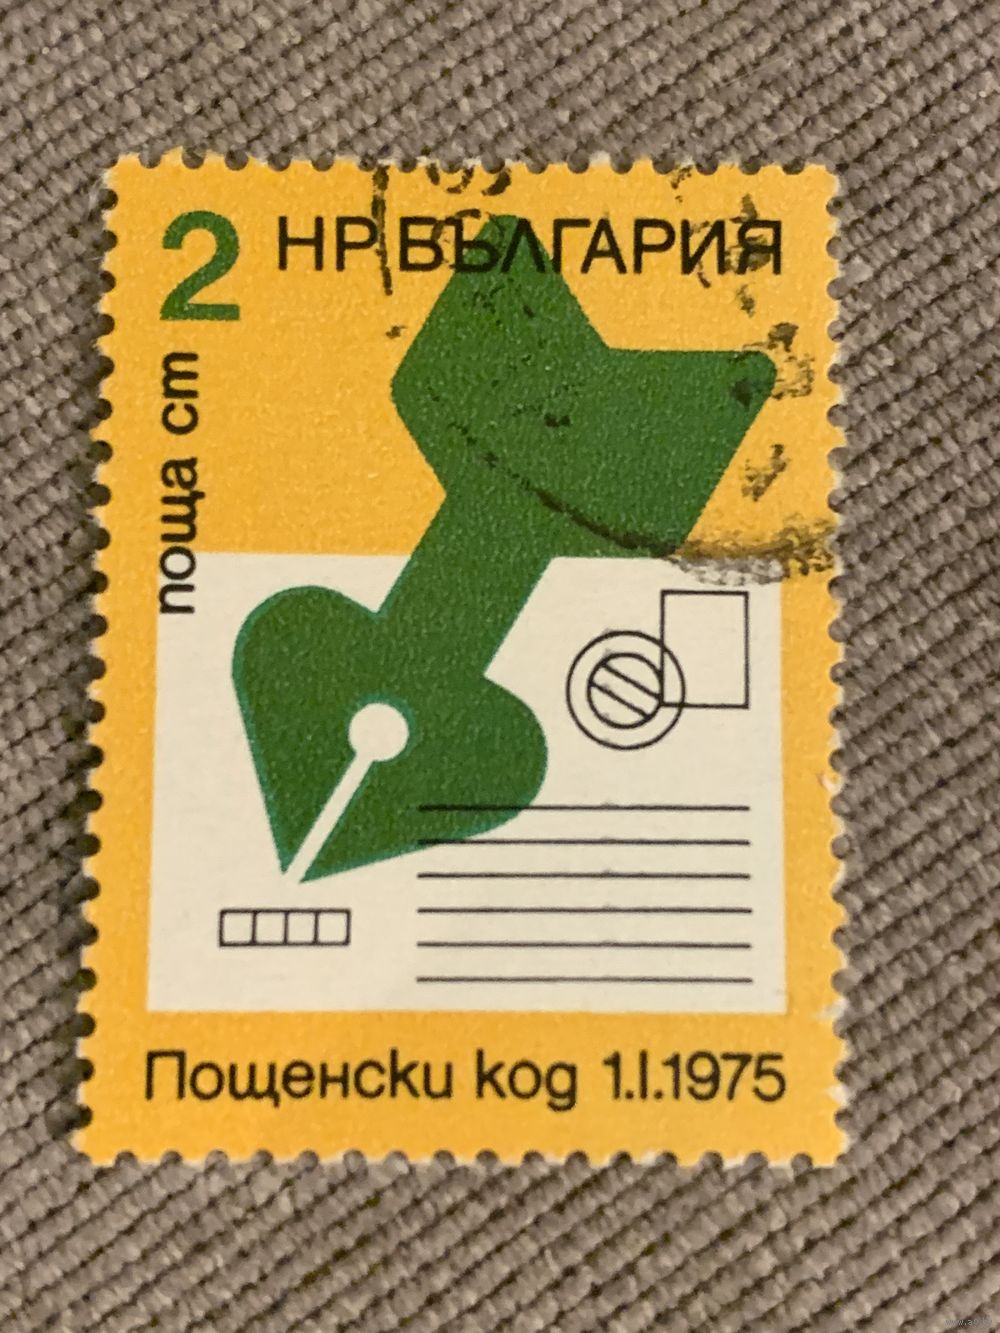 2 НР БЪЛГАРИЯ
поща ст
Пощенски код 1.I.1975